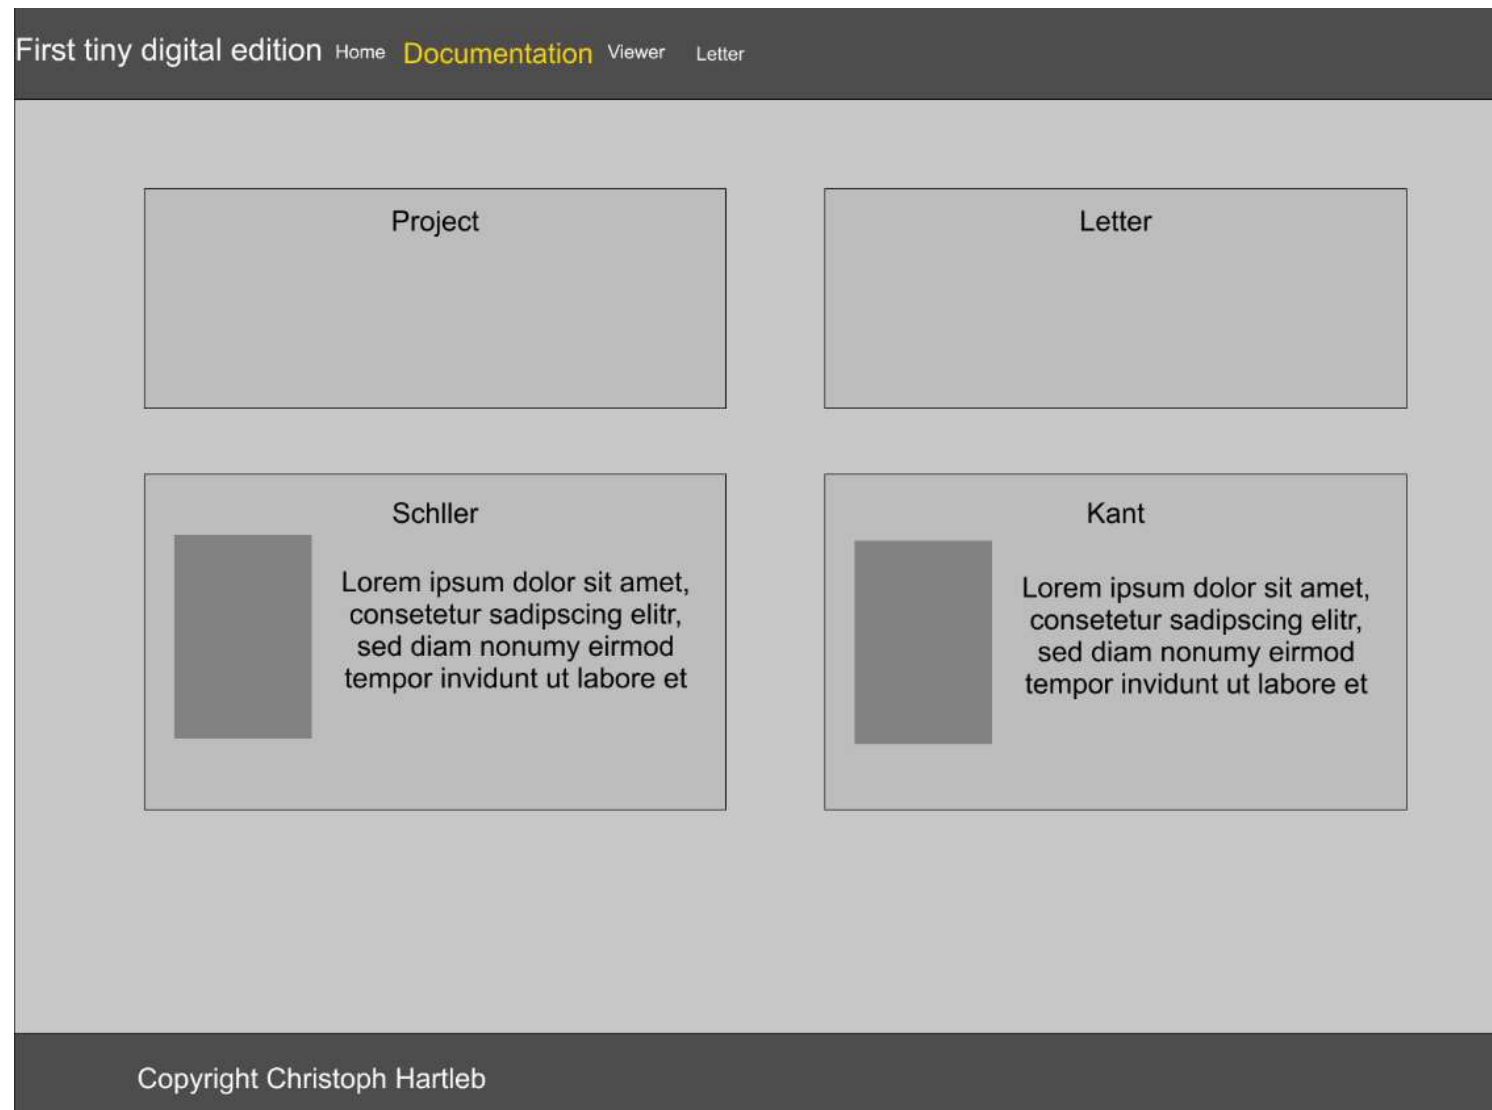 First tiny digital edition Home Documentation Viewer Letter
Project
Letter
Schller
Lorem ipsum dolor sit amet,
consetetur sadipscing elitr,
sed diam nonumy eirmod
tempor invidunt ut labore et
Kant
Lorem ipsum dolor sit amet,
consetetur sadipscing elitr,
sed diam nonumy eirmod
tempor invidunt ut labore et
Copyright Christoph Hartleb